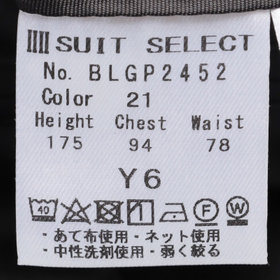 SUIT SELECT
No. BLGP2452
Color 21
Height Chest Waist
175 94 78
Y6
40 F W
・あて布使用・ネット使用
・中性洗剤使用・弱く絞る